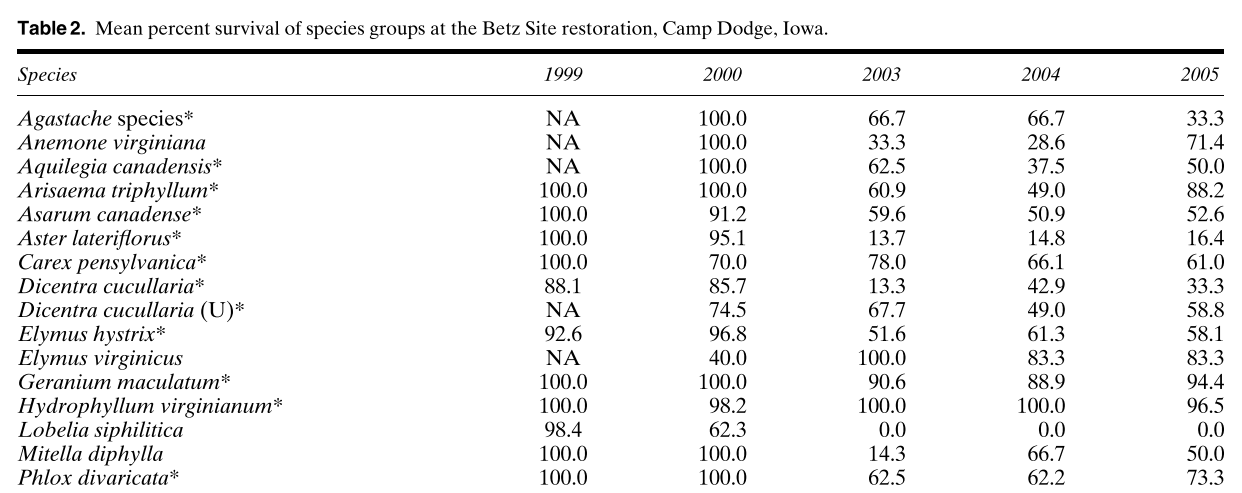 Table 2. Mean percent survival of species groups at the Betz Site restoration, Camp Dodge, Iowa.
Species 1999 2000 2003 2004 2005
Agastache species* NA 100.0 66.7 66.7 33.3
Anemone virginiana NA 100.0 33.3 28.6 71.4
Aquilegia canadensis* NA 100.0 62.5 37.5 50.0
Arisaema triphyllum* 100.0 100.0 60.9 49.0 88.2
Asarum canadense* 100.0 91.2 59.6 50.9 52.6
Aster lateriflorus* 100.0 95.1 13.7 14.8 16.4
Carex pensylvanica* 100.0 70.0 78.0 66.1 61.0
Dicentra cucullaria* 88.1 85.7 13.3 42.9 33.3
Dicentra cucullaria (U)* NA 74.5 67.7 49.0 58.8
Elymus hystrix* 92.6 96.8 51.6 61.3 58.1
Elymus virginicus NA 40.0 100.0 83.3 83.3
Geranium maculatum* 100.0 100.0 90.6 88.9 94.4
Hydrophyllum virginianum* 100.0 98.2 100.0 100.0 96.5
Lobelia siphilitica 98.4 62.3 0.0 0.0 0.0
Mitella diphylla 100.0 100.0 14.3 66.7 50.0
Phlox divaricata* 100.0 100.0 62.5 62.2 73.3